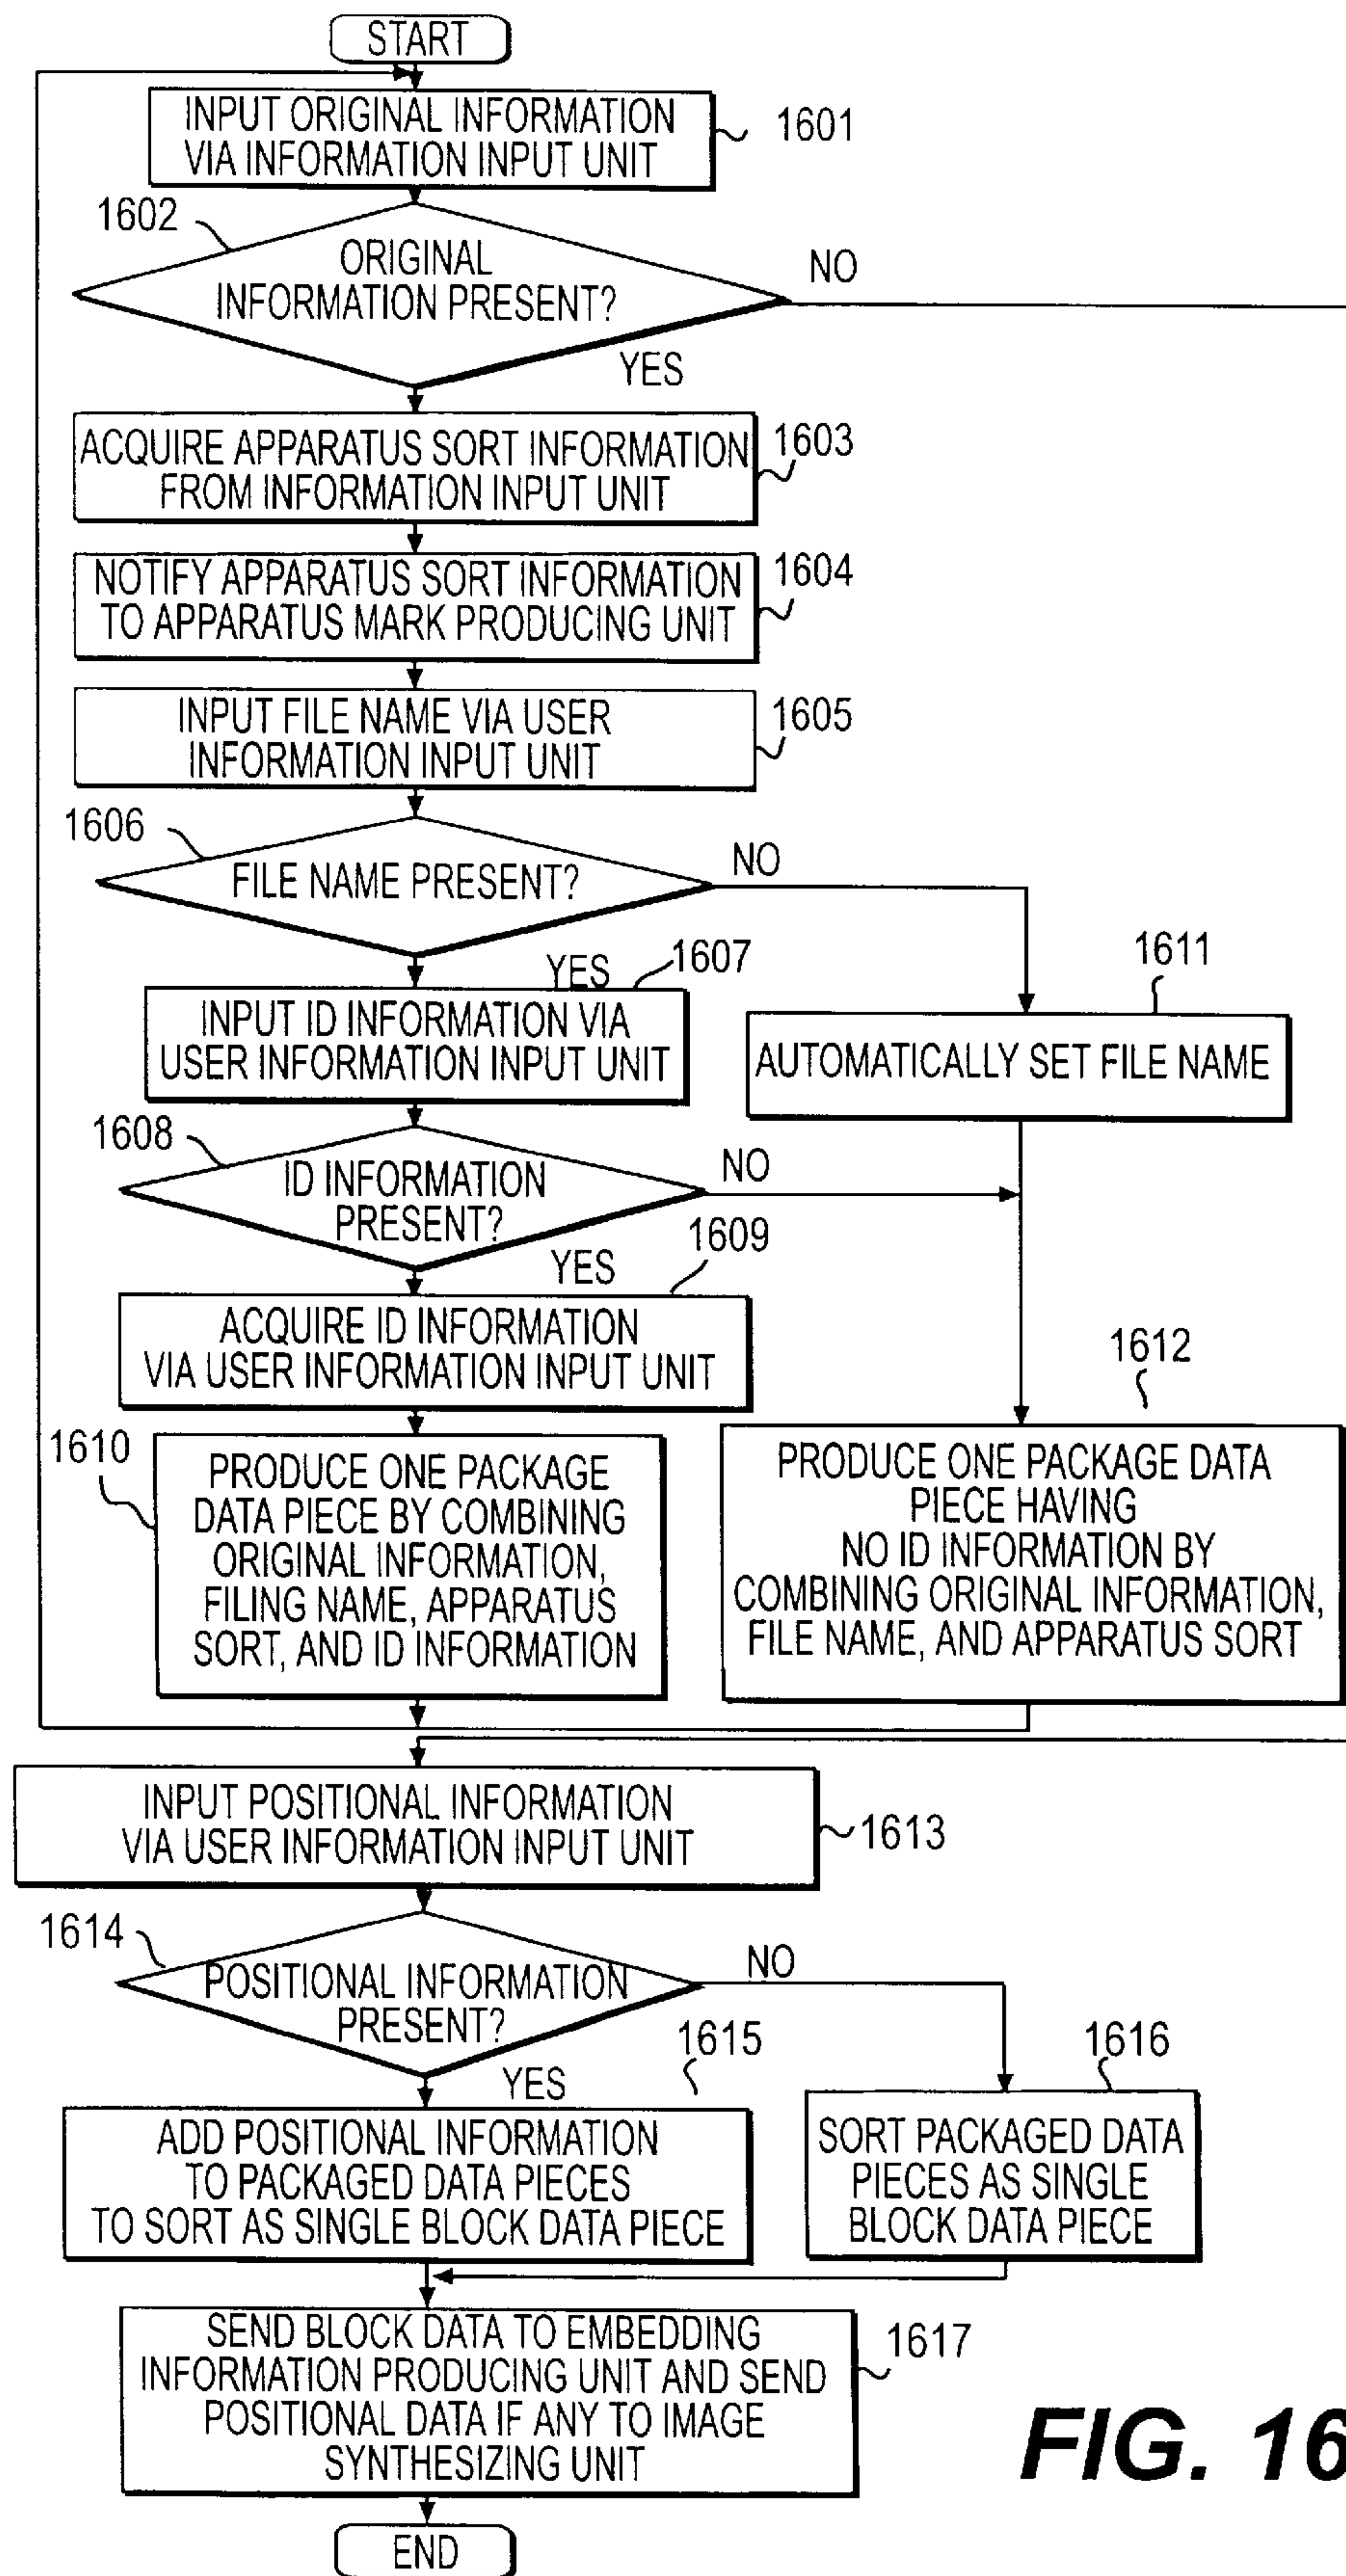 START
INPUT ORIGINAL INFORMATION
VIA INFORMATION INPUT UNIT
1601
1602
ORIGINAL
INFORMATION PRESENT?
NO
YES
ACQUIRE APPARATUS SORT INFORMATION
FROM INFORMATION INPUT UNIT
1603
NOTIFY APPARATUS SORT INFORMATION
TO APPARATUS MARK PRODUCING UNIT
1604
INPUT FILE NAME VIA USER
INFORMATION INPUT UNIT
1605
1606
FILE NAME PRESENT?
NO
YES
1607
INPUT ID INFORMATION VIA
USER INFORMATION INPUT UNIT
1611
AUTOMATICALLY SET FILE NAME
1608
ID INFORMATION
PRESENT?
NO
YES
1609
ACQUIRE ID INFORMATION
VIA USER INFORMATION INPUT UNIT
1610
PRODUCE ONE PACKAGE
DATA PIECE BY COMBINING
ORIGINAL INFORMATION,
FILING NAME, APPARATUS
SORT, AND ID INFORMATION
1612
PRODUCE ONE PACKAGE DATA
PIECE HAVING
NO ID INFORMATION BY
COMBINING ORIGINAL INFORMATION,
FILE NAME, AND APPARATUS SORT
INPUT POSITIONAL INFORMATION
VIA USER INFORMATION INPUT UNIT
1613
1614
POSITIONAL INFORMATION
PRESENT?
NO
YES
1615
ADD POSITIONAL INFORMATION
TO PACKAGED DATA PIECES
TO SORT AS SINGLE BLOCK DATA PIECE
1616
SORT PACKAGED DATA
PIECES AS SINGLE
BLOCK DATA PIECE
SEND BLOCK DATA TO EMBEDDING
INFORMATION PRODUCING UNIT AND SEND
POSITIONAL DATA IF ANY TO IMAGE
SYNTHESIZING UNIT
1617
END
FIG. 16